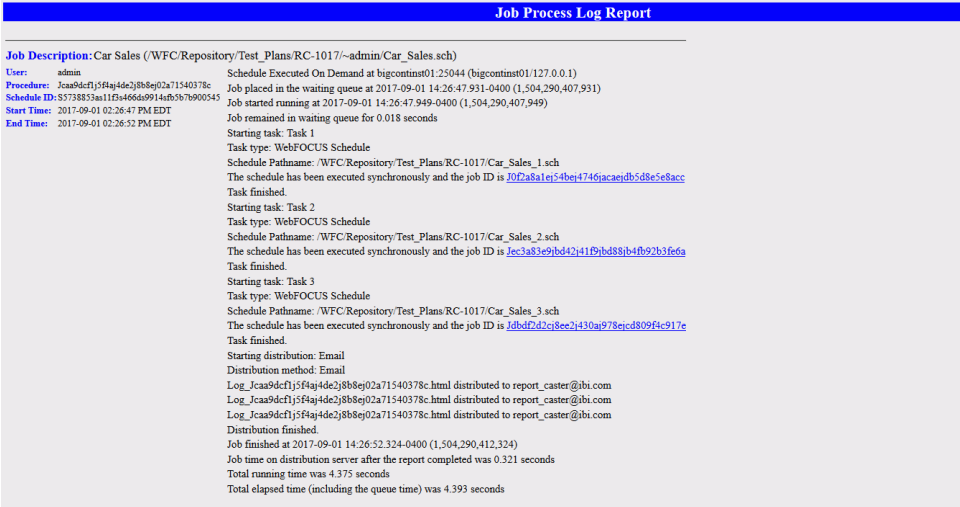 Job Process Log Report
Job Description: Car Sales (/WFC/Repository/Test_Plans/RC-1017/~admin/Car_Sales.sch)
User: admin
Procedure: Jcaa9dcf1j5f4aj4de2j8b8ej02a71540378c
Schedule ID: S5738853as11f3s466ds9914sfb5b7b900545
Start Time: 2017-09-01 02:26:47 PM EDT
End Time: 2017-09-01 02:26:52 PM EDT
Schedule Executed On Demand at bigcontinst01:25044 (bigcontinst01/127.0.0.1)
Job placed in the waiting queue at 2017-09-01 14:26:47.931-0400 (1,504,290,407,931)
Job started running at 2017-09-01 14:26:47.949-0400 (1,504,290,407,949)
Job remained in waiting queue for 0.018 seconds
Starting task: Task 1
Task type: WebFOCUS Schedule
Schedule Pathname: /WFC/Repository/Test_Plans/RC-1017/Car_Sales_1.sch
The schedule has been executed synchronously and the job ID is J0f2a8a1ej54bej4746jacaejdb5d8e5e8acc
Task finished.
Starting task: Task 2
Task type: WebFOCUS Schedule
Schedule Pathname: /WFC/Repository/Test_Plans/RC-1017/Car_Sales_2.sch
The schedule has been executed synchronously and the job ID is Jec3a83e9jbd42j41f9jbd88jb4fb92b3fe6a
Task finished.
Starting task: Task 3
Task type: WebFOCUS Schedule
Schedule Pathname: /WFC/Repository/Test_Plans/RC-1017/Car_Sales_3.sch
The schedule has been executed synchronously and the job ID is Jdbdf2d2cj8ee2j430aj978ejcd809f4c917e
Task finished.
Starting distribution: Email
Distribution method: Email
Log_Jcaa9dcf1j5f4aj4de2j8b8ej02a71540378c.html distributed to report_caster@ibi.com
Log_Jcaa9dcf1j5f4aj4de2j8b8ej02a71540378c.html distributed to report_caster@ibi.com
Log_Jcaa9dcf1j5f4aj4de2j8b8ej02a71540378c.html distributed to report_caster@ibi.com
Distribution finished.
Job finished at 2017-09-01 14:26:52.324-0400 (1,504,290,412,324)
Job time on distribution server after the report completed was 0.321 seconds
Total running time was 4.375 seconds
Total elapsed time (including the queue time) was 4.393 seconds